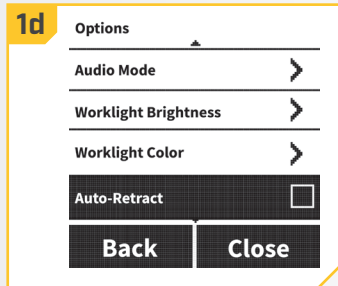 1d
Options
Audio Mode
Worklight Brightness
Worklight Color
Auto-Retract
Back Close